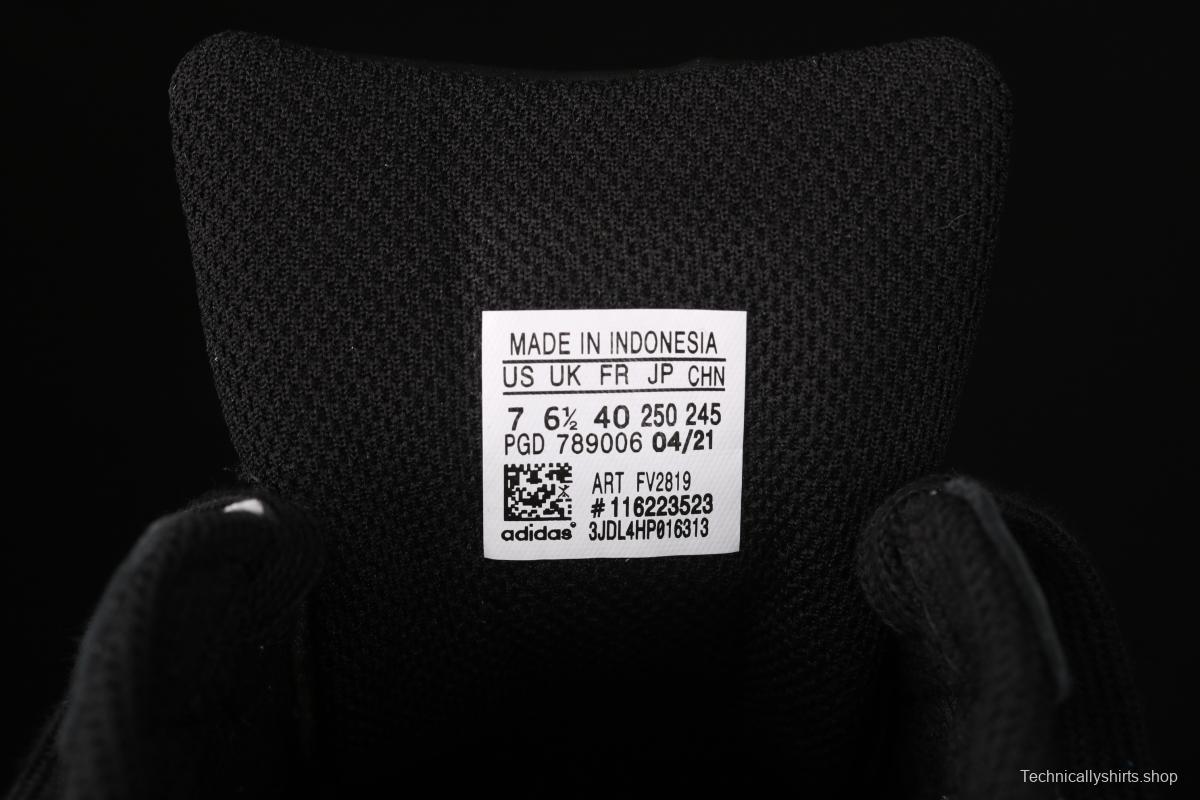 MADE IN INDONESIA
US UK FR JP CHN
7 6½ 40 250 245
PGD 789006 04/21
ART FV2819
#116223523
adidas® 3JDL4HP016313
Technicallyshirts.shop